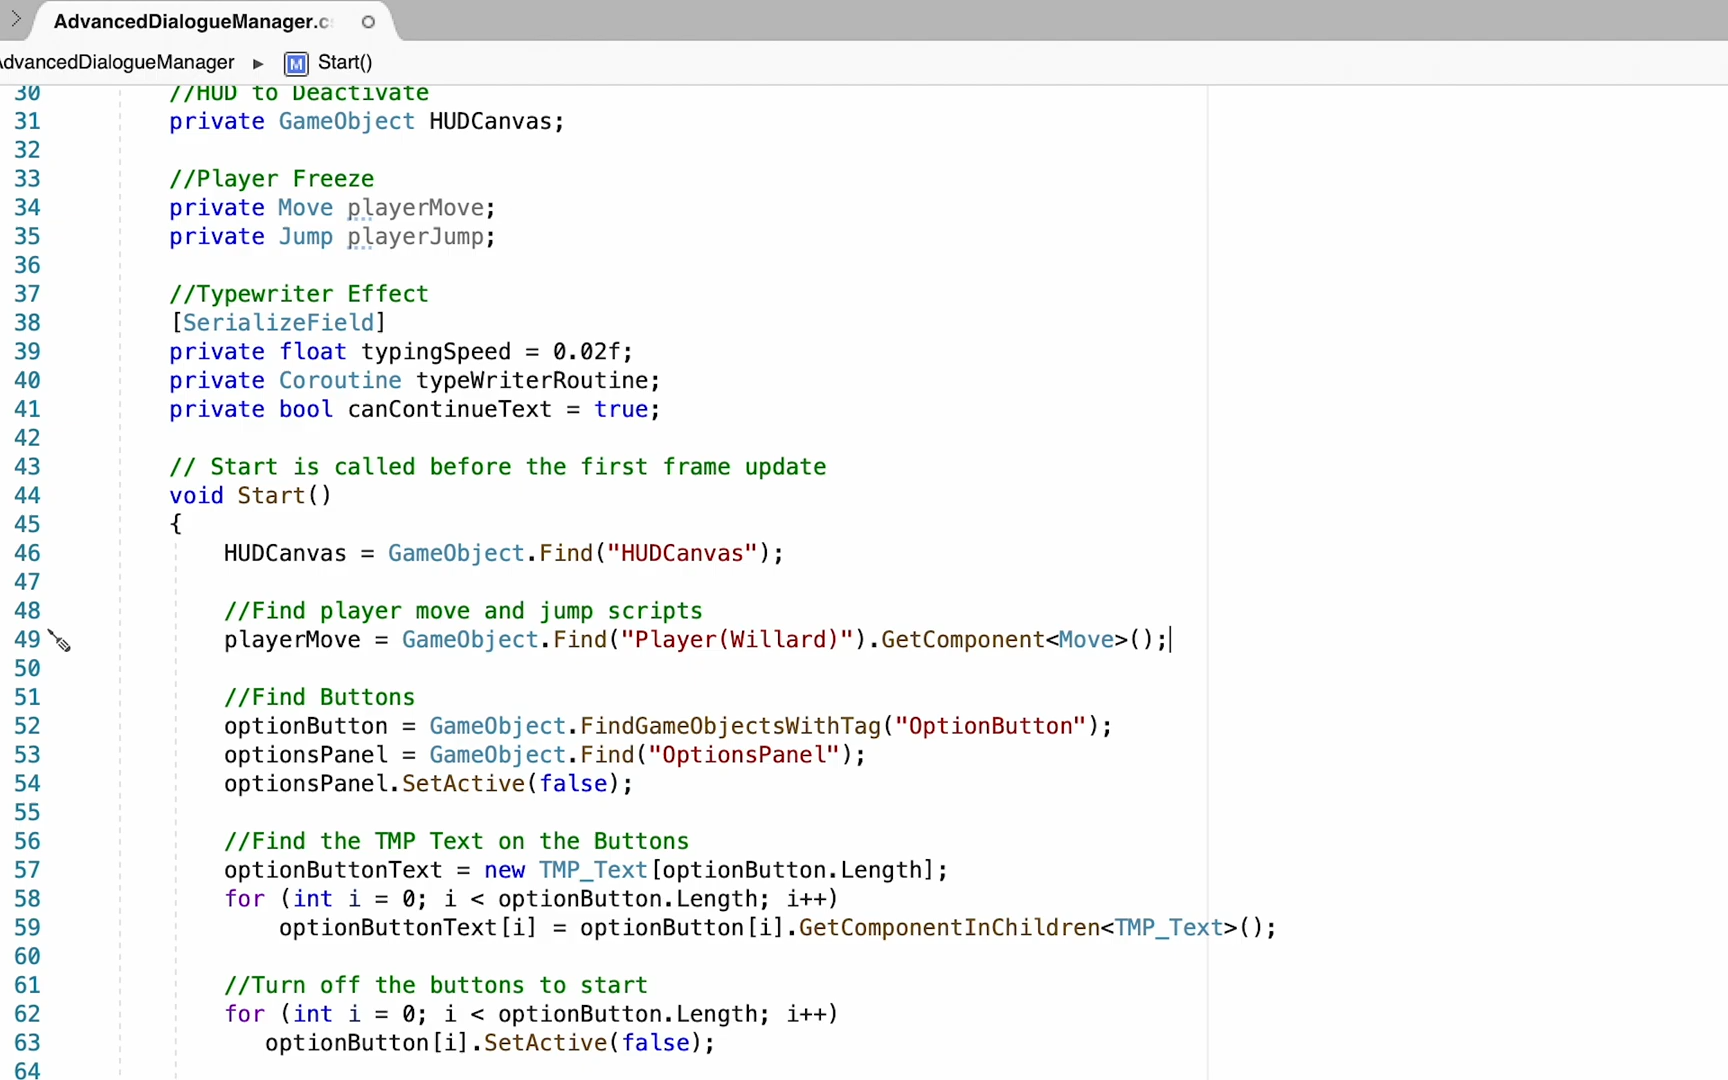 AdvancedDialogueManager.c
dvancedDialogueManager ▸ M Start()
30 //HUD to Deactivate
31 private GameObject HUDCanvas;
32
33 //Player Freeze
34 private Move playerMove;
35 private Jump playerJump;
36
37 //Typewriter Effect
38 [SerializeField]
39 private float typingSpeed = 0.02f;
40 private Coroutine typeWriterRoutine;
41 private bool canContinueText = true;
42
43 // Start is called before the first frame update
44 void Start()
45 {
46 HUDCanvas = GameObject.Find("HUDCanvas");
47
48 //Find player move and jump scripts
49 playerMove = GameObject.Find("Player(Willard)").GetComponent<Move>();
50
51 //Find Buttons
52 optionButton = GameObject.FindGameObjectsWithTag("OptionButton");
53 optionsPanel = GameObject.Find("OptionsPanel");
54 optionsPanel.SetActive(false);
55
56 //Find the TMP Text on the Buttons
57 optionButtonText = new TMP_Text[optionButton.Length];
58 for (int i = 0; i < optionButton.Length; i++)
59 optionButtonText[i] = optionButton[i].GetComponentInChildren<TMP_Text>();
60
61 //Turn off the buttons to start
62 for (int i = 0; i < optionButton.Length; i++)
63 optionButton[i].SetActive(false);
64